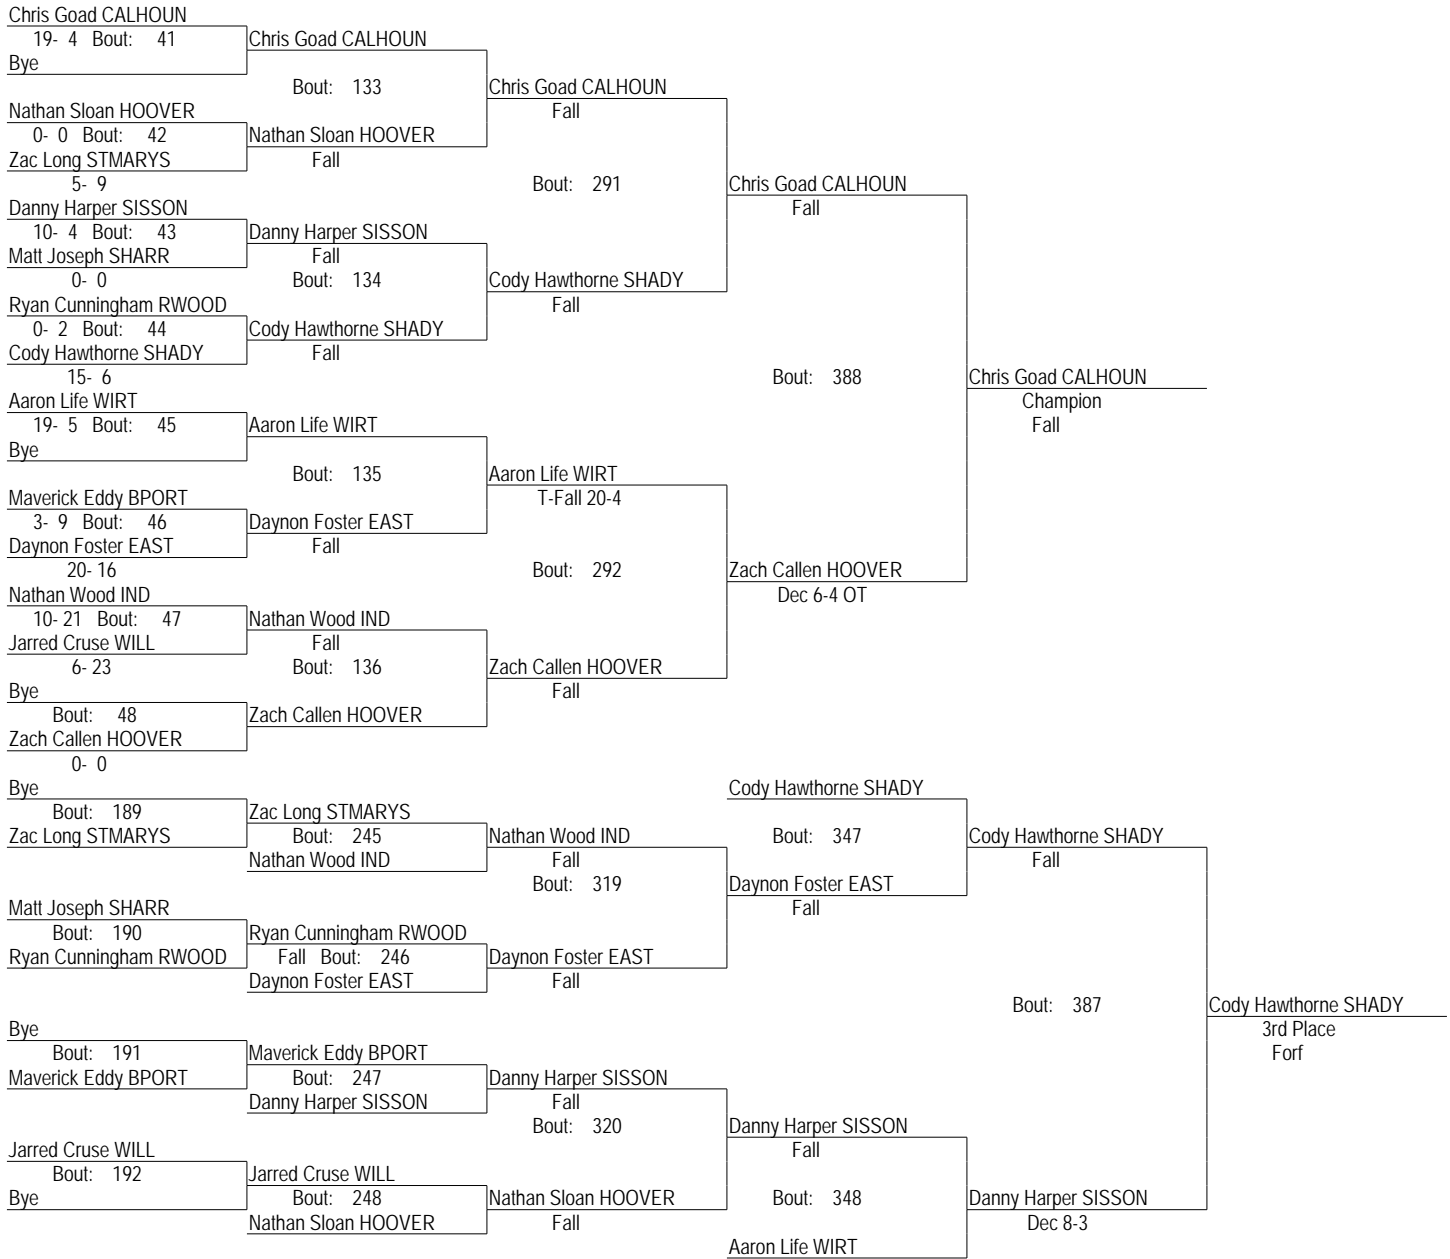 Chris Goad CALHOUN
19- 4 Bout: 41
Chris Goad CALHOUN
Bye
Bout: 133
Chris Goad CALHOUN
Fall
Nathan Sloan HOOVER
0- 0 Bout: 42
Nathan Sloan HOOVER
Zac Long STMARYS
Fall
5- 9
Bout: 291
Chris Goad CALHOUN
Fall
Danny Harper SISSON
10- 4 Bout: 43
Danny Harper SISSON
Matt Joseph SHARR
Fall
0- 0
Bout: 134
Cody Hawthorne SHADY
Fall
Ryan Cunningham RWOOD
0- 2 Bout: 44
Cody Hawthorne SHADY
Cody Hawthorne SHADY
Fall
15- 6
Bout: 388
Chris Goad CALHOUN
Champion
Fall
Aaron Life WIRT
19- 5 Bout: 45
Aaron Life WIRT
Bye
Bout: 135
Aaron Life WIRT
T-Fall 20-4
Maverick Eddy BPORT
3- 9 Bout: 46
Daynon Foster EAST
Daynon Foster EAST
Fall
20- 16
Bout: 292
Zach Callen HOOVER
Dec 6-4 OT
Nathan Wood IND
10- 21 Bout: 47
Nathan Wood IND
Jarred Cruse WILL
Fall
6- 23
Bout: 136
Zach Callen HOOVER
Fall
Bye
Bout: 48
Zach Callen HOOVER
Zach Callen HOOVER
0- 0
Bye
Cody Hawthorne SHADY
Bout: 189
Zac Long STMARYS
Zac Long STMARYS
Bout: 245
Nathan Wood IND
Bout: 347
Cody Hawthorne SHADY
Nathan Wood IND
Fall
Fall
Bout: 319
Daynon Foster EAST
Fall
Matt Joseph SHARR
Bout: 190
Ryan Cunningham RWOOD
Ryan Cunningham RWOOD
Fall Bout: 246
Daynon Foster EAST
Daynon Foster EAST
Fall
Bout: 387
Cody Hawthorne SHADY
3rd Place
Forf
Bye
Bout: 191
Maverick Eddy BPORT
Maverick Eddy BPORT
Bout: 247
Danny Harper SISSON
Danny Harper SISSON
Fall
Bout: 320
Danny Harper SISSON
Fall
Jarred Cruse WILL
Bout: 192
Jarred Cruse WILL
Bye
Bout: 248
Nathan Sloan HOOVER
Bout: 348
Danny Harper SISSON
Nathan Sloan HOOVER
Fall
Dec 8-3
Aaron Life WIRT